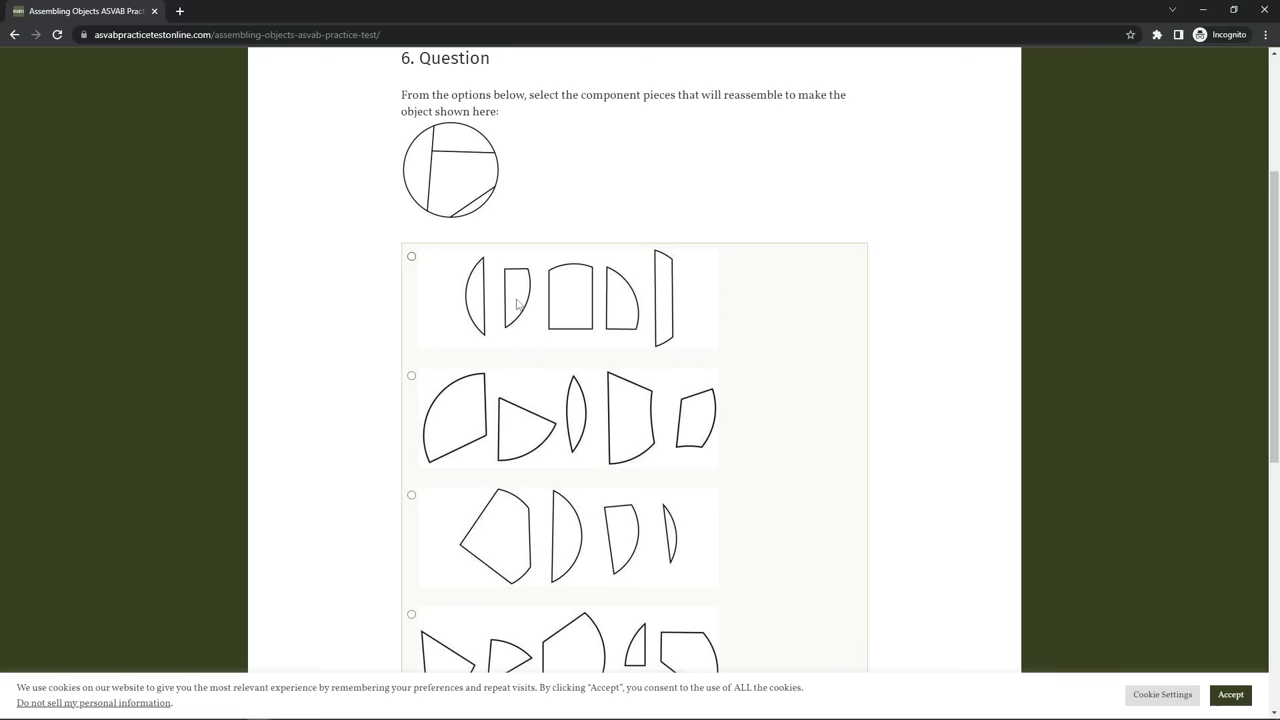 Assembling Objects ASVAB Practi
asvabpracticetestonline.com/assembling-objects-asvab-practice-test/
Incognito
6. Question
From the options below, select the component pieces that will reassemble to make the
object shown here:
We use cookies on our website to give you the most relevant experience by remembering your preferences and repeat visits. By clicking “Accept”, you consent to the use of ALL the cookies.
Do not sell my personal information.
Cookie Settings
Accept